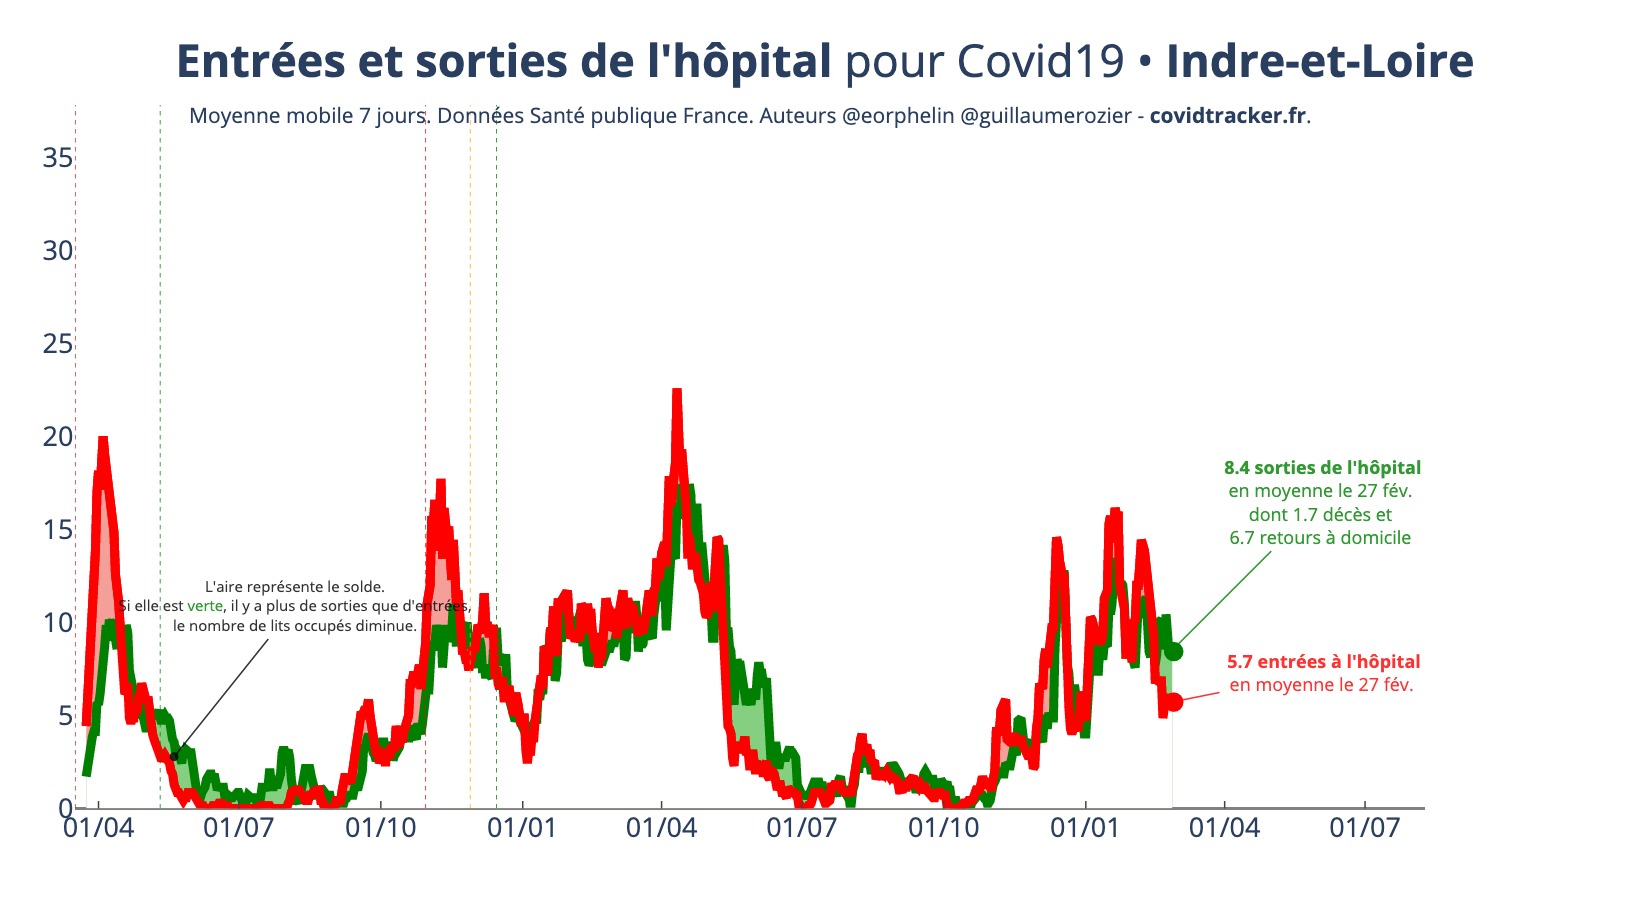 Entrées et sorties de l'hôpital pour Covid19 • Indre-et-Loire
Moyenne mobile 7 jours. Données Santé publique France. Auteurs @eorphelin @guillaumerozier - covidtracker.fr.
35
30
25
20
15
10
5
0
L'aire représente le solde.
Si elle est verte, il y a plus de sorties que d'entrées,
le nombre de lits occupés diminue.
8.4 sorties de l'hôpital
en moyenne le 27 fév.
dont 1.7 décès et
6.7 retours à domicile
5.7 entrées à l'hôpital
en moyenne le 27 fév.
01/04 01/07 01/10 01/01 01/04 01/07 01/10 01/01 01/04 01/07